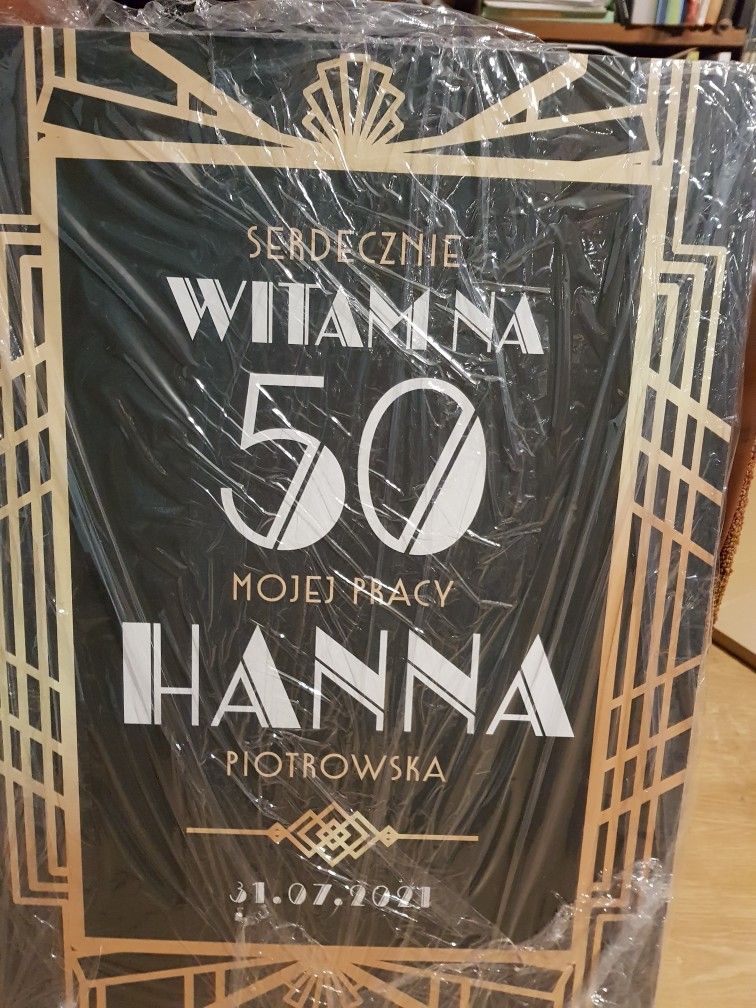 SERDECZNIE
WITAM NA
50
MOJEJ PRACY
HANNA
PIOTROWSKA
31.07.2021